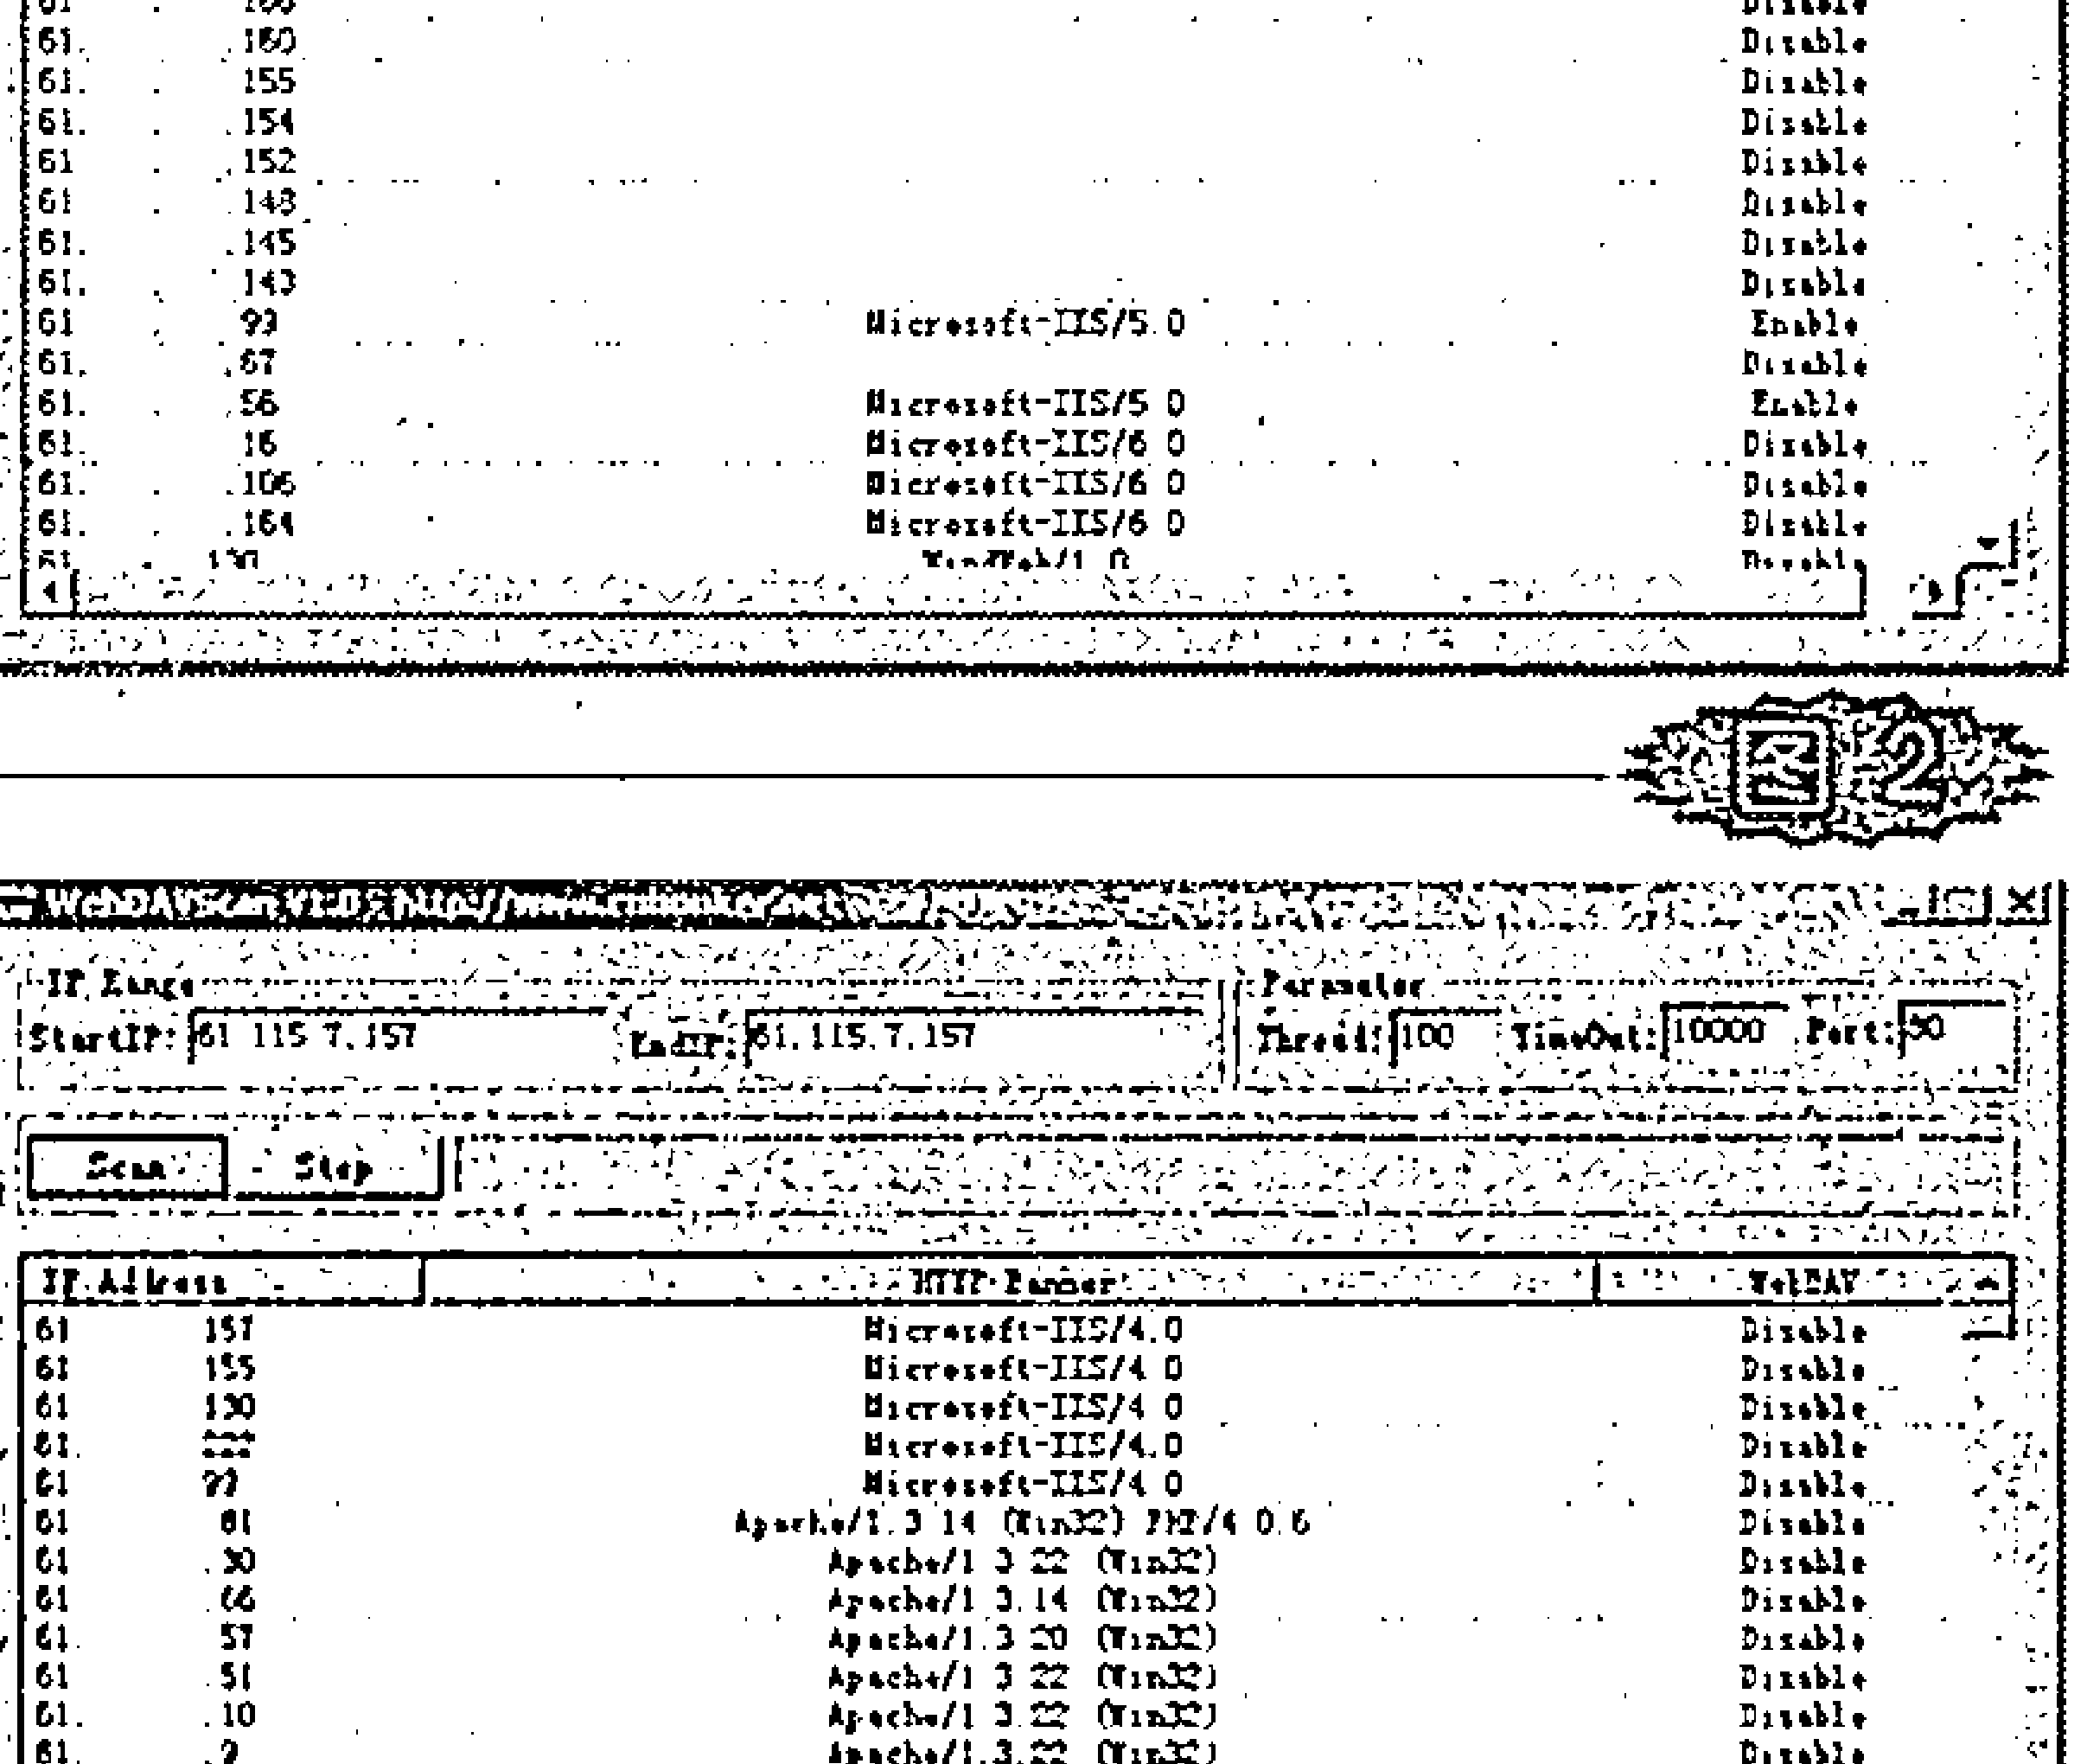 61. .160 Disable
61. . 155 Disable
61. . .154 Disable
61 . .152 Disable
61 . .148 Disable
61. .145 Disable
61. . 143 Disable
61 . 93 Microsoft-IIS/5.0 Enable
61. .67 Disable
61. . .56 Microsoft-IIS/5 0 Enable
61. . 16 Microsoft-IIS/6 0 Disable
61. . .106 Microsoft-IIS/6 0 Disable
61. . .164 Microsoft-IIS/6 0 Disable
图2
WebDAVScan V1.0
IP Range Parameter
StartIP: 61 115 7.157 EndIP: 61.115.7.157 Thread: 100 TimeOut: 10000 Port: 80
Scan Stop
IP Address HTTP Banner WebDAV
61 157 Microsoft-IIS/4.0 Disable
61 155 Microsoft-IIS/4 0 Disable
61 130 Microsoft-IIS/4 0 Disable
61. Microsoft-IIS/4.0 Disable
61 Microsoft-IIS/4 0 Disable
61 61 Apache/1.3 14 (Win32) PHP/4 0.6 Disable
61 .30 Apache/1 3 22 (Win32) Disable
61 .66 Apache/1 3.14 (Win32) Disable
61. 57 Apache/1.3 20 (Win32) Disable
61 .51 Apache/1 3 22 (Win32) Disable
61. .10 Apache/1 3.22 (Win32) Disable
61. .9 Apache/1.3.22 (Win32) Disable